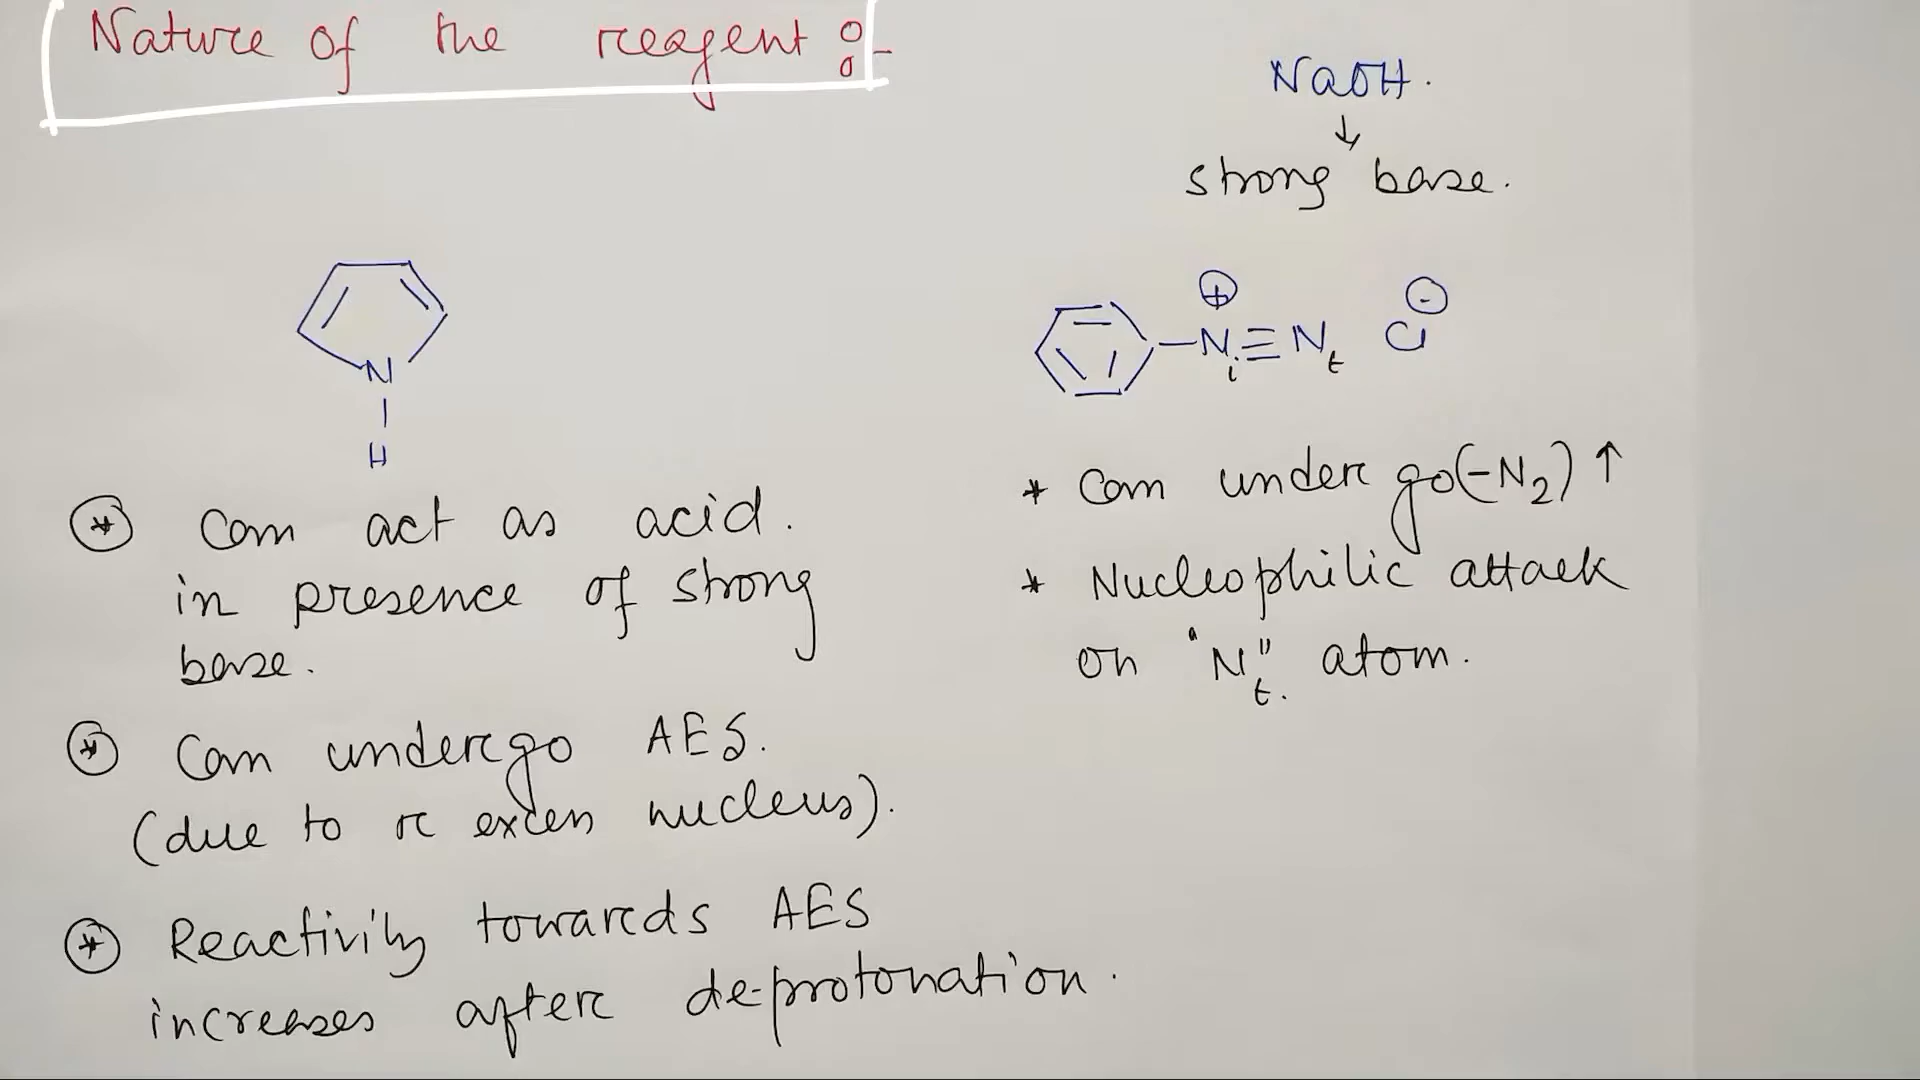 Nature of the reagent :-
N
H
* Can act as acid.
in presence of strong
base.
* Can undergo AES.
(due to π excess nucleus).
* Reactivity towards AES
increases after de-protonation.
NaOH.
↓
strong base.
⊕ ⊖
N≡N Cl
i t
* Can undergo (-N₂) ↑
* Nucleophilic attack
on "Nt" atom.